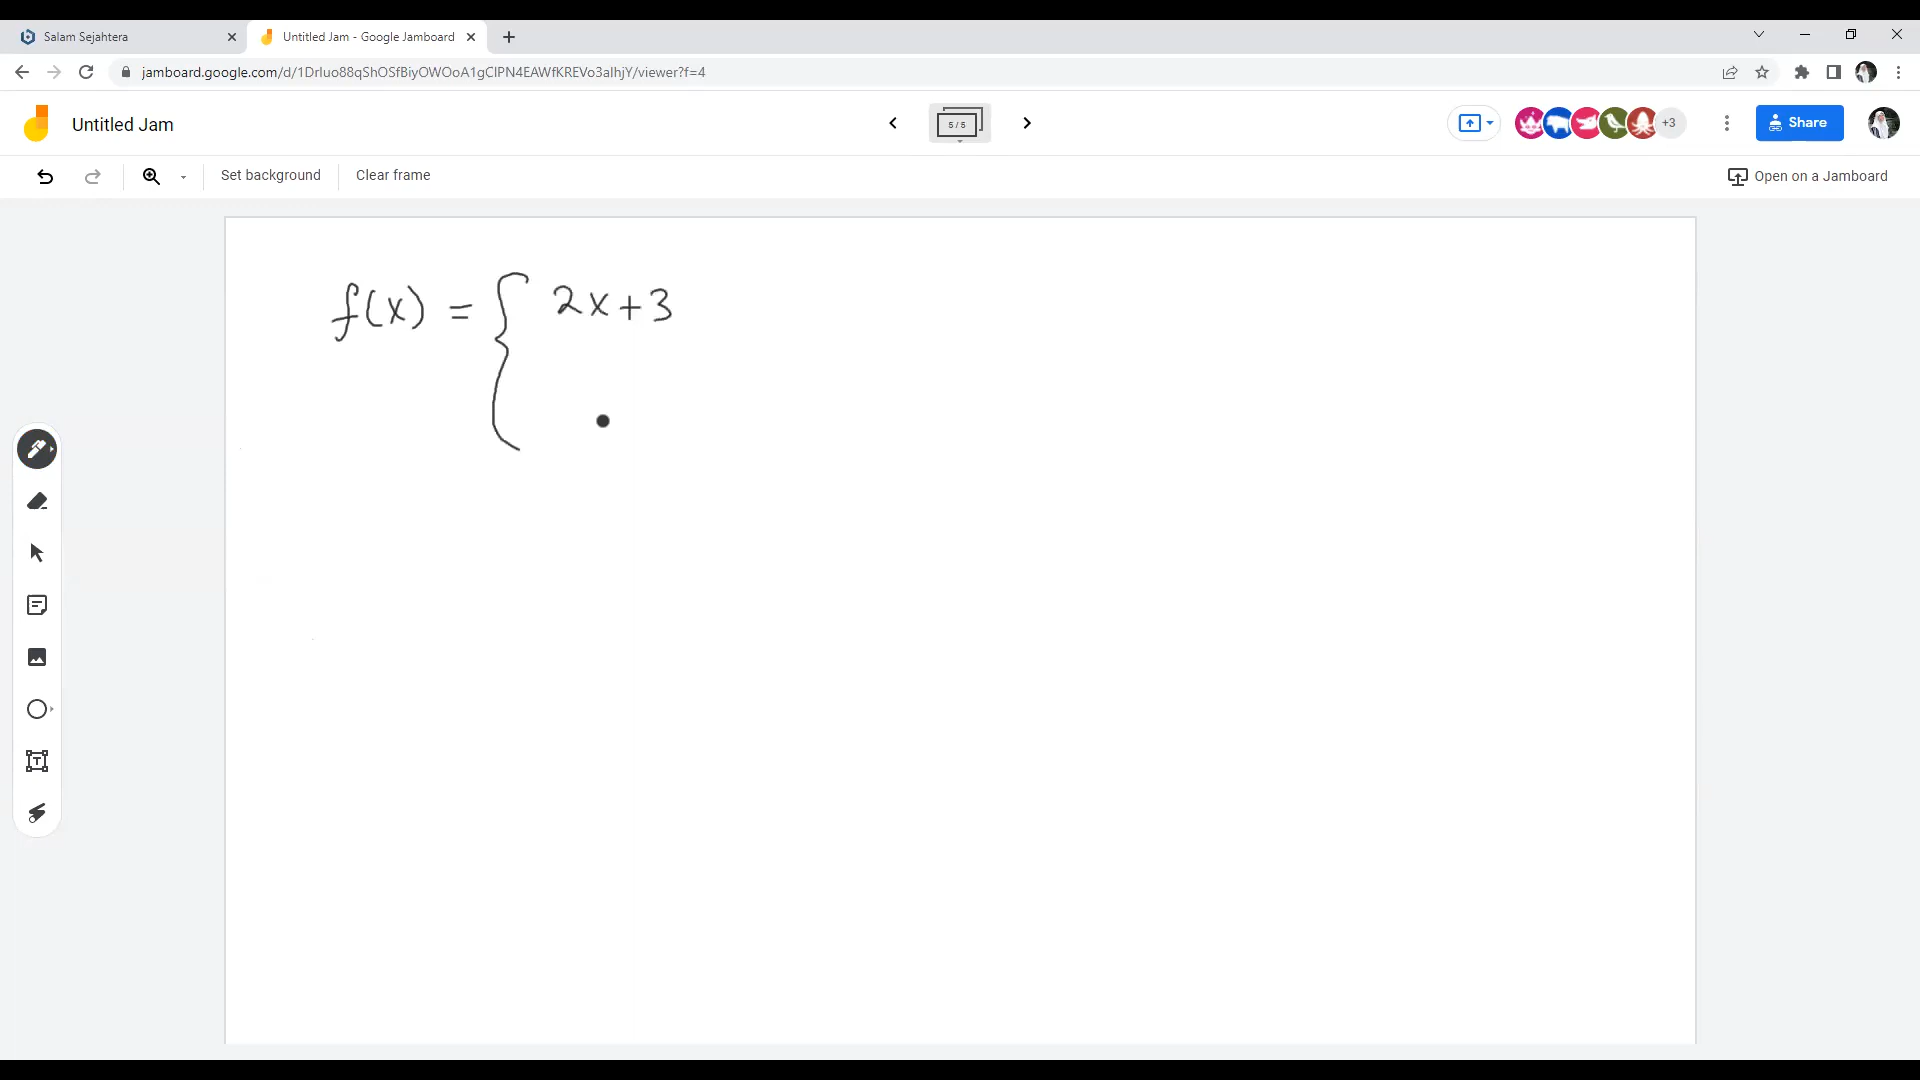 Salam Sejahtera
Untitled Jam - Google Jamboard
jamboard.google.com/d/1DrIuo88qShOSfBiyOWOoA1gCIPN4EAWfKREVo3aIhjY/viewer?f=4
Untitled Jam
5 / 5
+3
Share
Set background
Clear frame
Open on a Jamboard
f(x) = { 2x+3